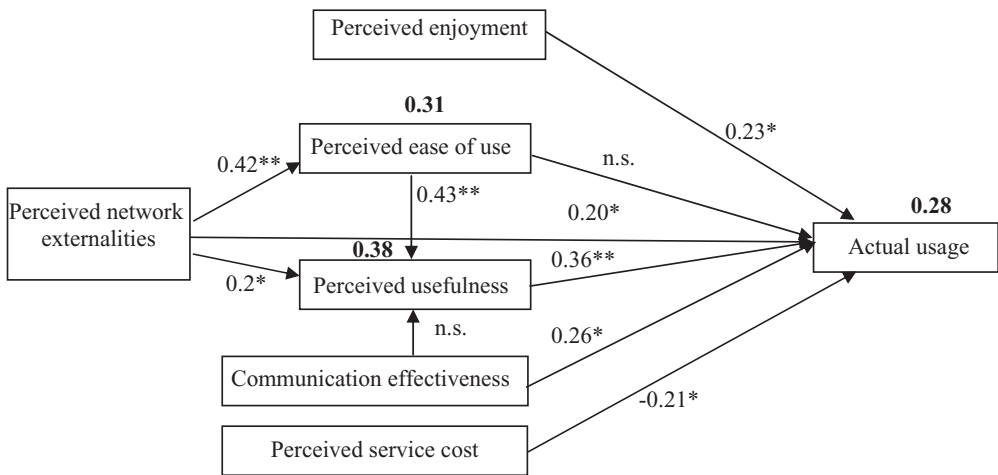 Perceived enjoyment
0.31
0.23*
Perceived ease of use
n.s.
0.42**
0.43**
Perceived network
externalities
0.20*
0.28
Actual usage
0.38
0.36**
0.2*
Perceived usefulness
n.s.
0.26*
Communication effectiveness
-0.21*
Perceived service cost